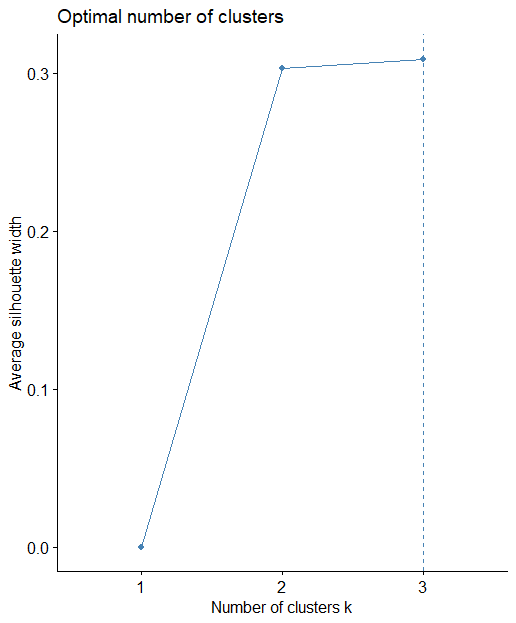 Optimal number of clusters
Average silhouette width
0.3
0.2
0.1
0.0
1 2 3
Number of clusters k